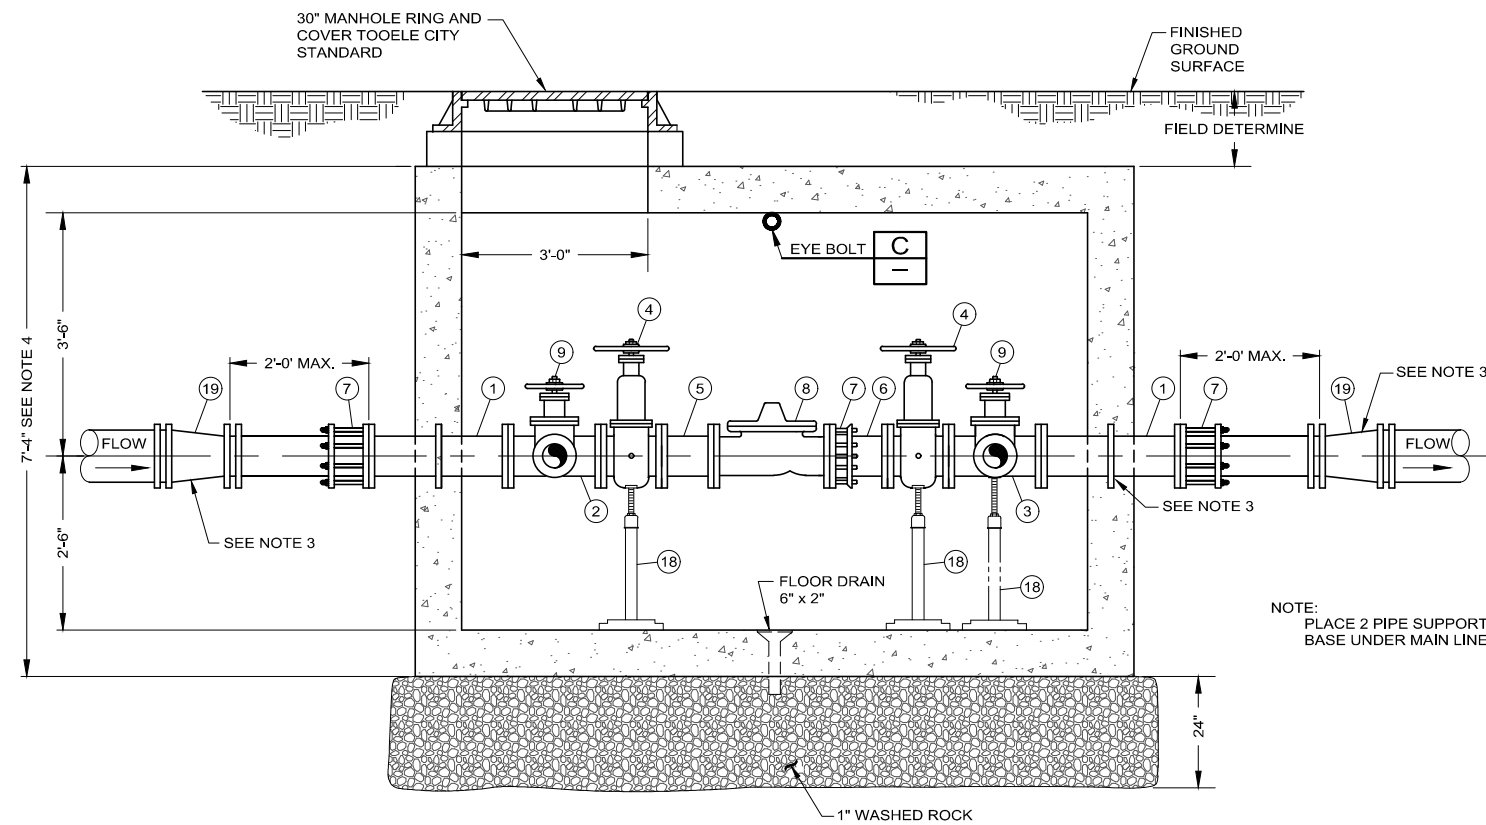 30" MANHOLE RING AND
COVER TOOELE CITY
STANDARD
FINISHED
GROUND
SURFACE
FIELD DETERMINE
EYE BOLT
C
–
3'-0"
7'-4" SEE NOTE 4
3'-6"
2'-6"
4
4
9
9
2'-0' MAX.
2'-0' MAX.
SEE NOTE 3
19
7
1
5
8
7
6
1
7
19
FLOW
FLOW
2
3
SEE NOTE 3
SEE NOTE 3
18
18
18
FLOOR DRAIN
6" x 2"
NOTE:
PLACE 2 PIPE SUPPORT
BASE UNDER MAIN LINE
24"
1" WASHED ROCK